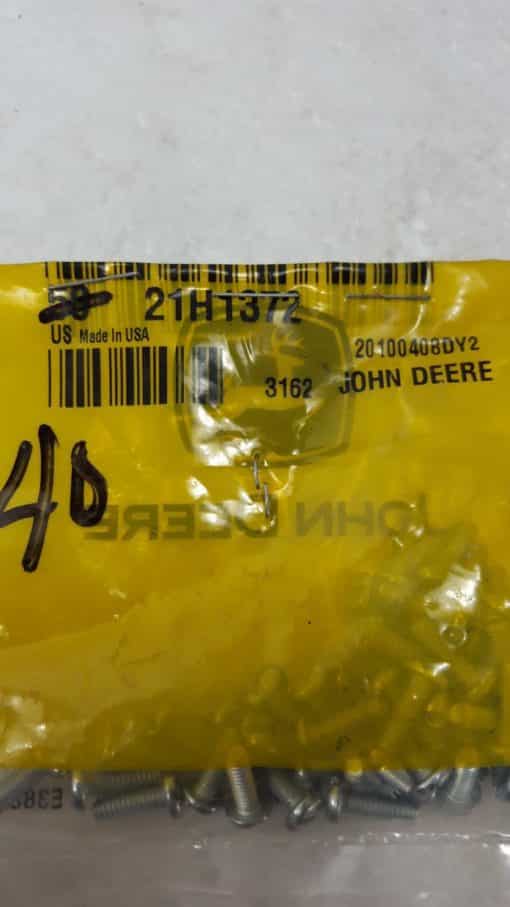 50 21H1372
US Made In USA
20100408DY2
3162 JOHN DEERE
40
JOHN DEERE